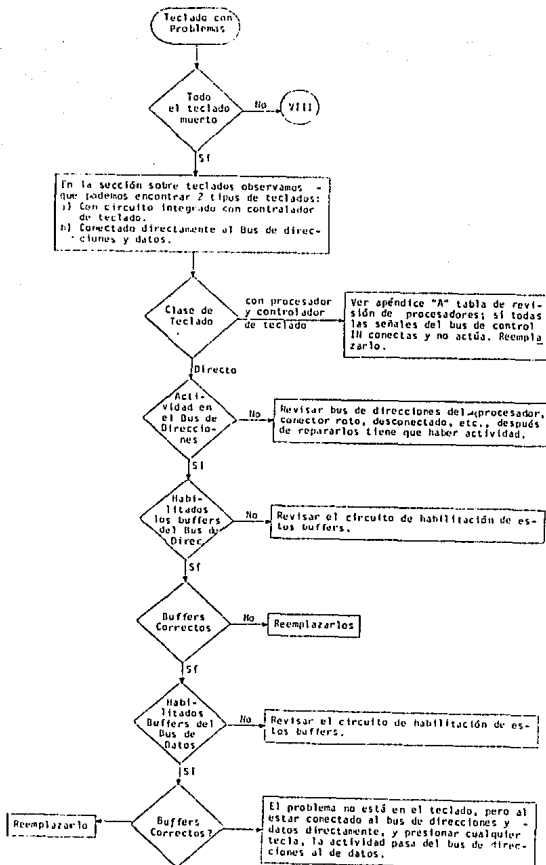 Teclado con
Problemas
Todo
el teclado
muerto
No
VIII
SÍ
En la sección sobre teclados observamos -
que podemos encontrar 2 tipos de teclados:
a) Con circuito integrado con contralador
de teclado.
b) Conectado directamente al Bus de direc-
ciones y datos.
Clase de
Teclado
con procesador
y controlador
de teclado
Ver apéndice "A" tabla de revi-
sión de procesadores; si todas
las señales del bus de control
IN conectas y no actúa. Reempla
zarlo.
Directo
Acti-
vidad en
el Bus de
Direccio-
nes
No
Revisar bus de direcciones del procesador,
conector roto, desconectado, etc., después
de repararlos tiene que haber actividad.
SÍ
Habi-
litados
los buffers
del Bus de
Direc.
No
Revisar el circuito de habilitación de es-
tos buffers.
SÍ
Buffers
Correctos
No
Reemplazarlos
SÍ
Habi-
litados
Buffers del
Bus de
Datos
No
Revisar el circuito de habilitación de es-
tos buffers.
SÍ
Buffers
Correctos?
Reemplazarlo
El problema no está en el teclado, pero al
estar conectado al bus de direcciones y -
datos directamente, y presionar cualquier
tecla, la actividad pasa del bus de direc-
ciones al de datos.